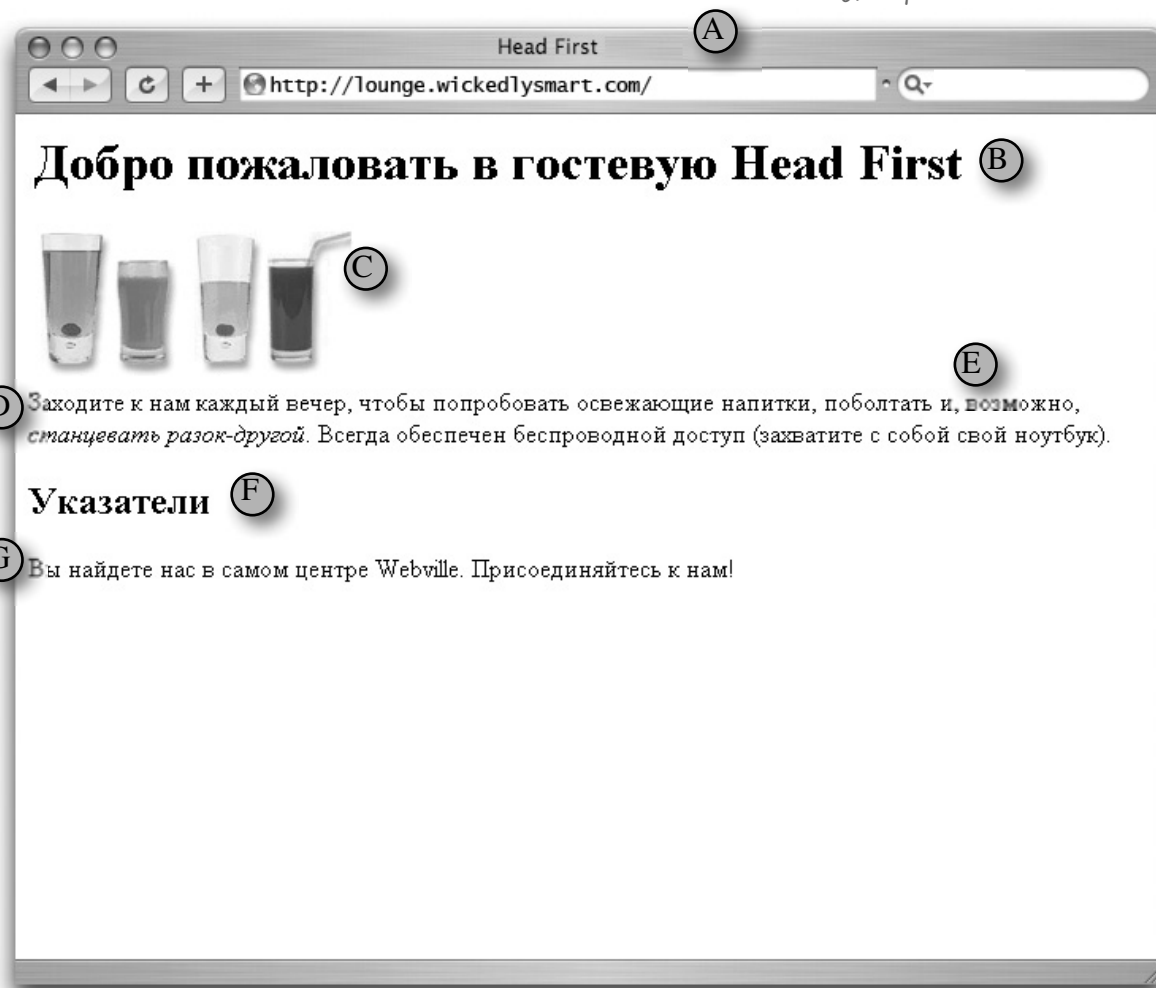 A
Head First
http://lounge.wickedlysmart.com/
Добро пожаловать в гостевую Head First B
C
E
D Заходите к нам каждый вечер, чтобы попробовать освежающие напитки, поболтать и, возможно,
станцевать разок-другой. Всегда обеспечен беспроводной доступ (захватите с собой свой ноутбук).
Указатели F
G Вы найдете нас в самом центре Webville. Присоединяйтесь к нам!